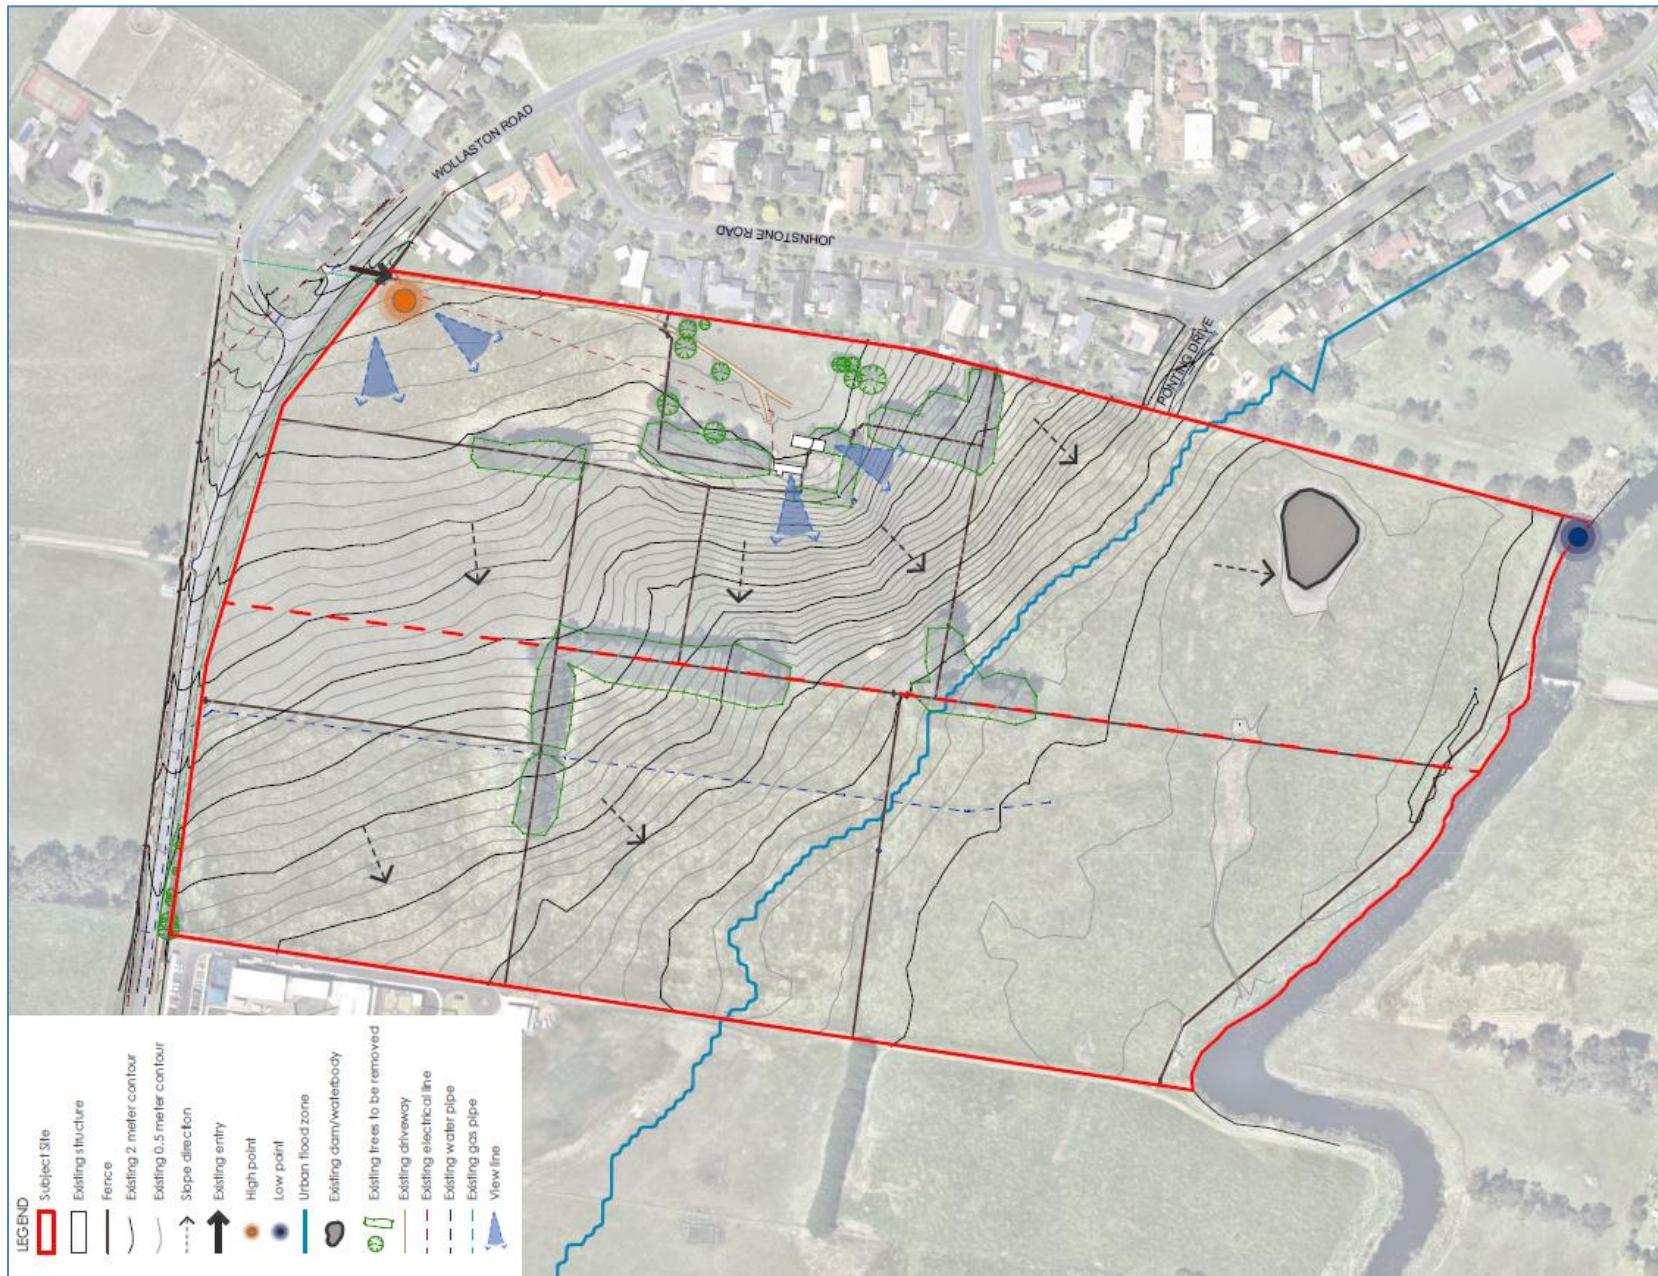 WOLLASTON ROAD
JOHNSTONE ROAD
PONTING DRIVE
LEGEND
Subject Site
Existing structure
Fence
Existing 2 meter contour
Existing 0.5 meter contour
Slope direction
Existing entry
High point
Low point
Urban flood zone
Existing dam/waterbody
Existing trees to be removed
Existing driveway
Existing electrical line
Existing water pipe
Existing gas pipe
View line